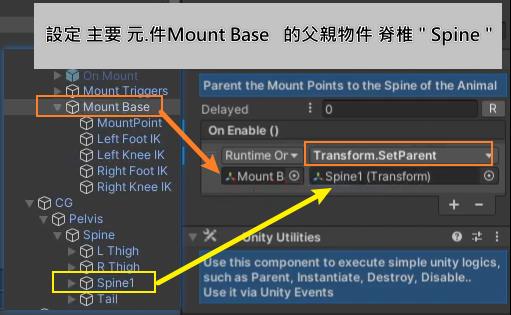 設定 主要 元.件Mount Base 的父親物件 脊椎 " Spine "
On Mount
Mount Triggers
Mount Base
MountPoint
Left Foot IK
Left Knee IK
Right Foot IK
Right Knee IK
CG
Pelvis
Spine
L Thigh
R Thigh
Spine1
Tail
Parent the Mount Points to the Spine of the Animal
Delayed
0
R
On Enable ()
Runtime Or
Transform.SetParent
Mount B
Spine1 (Transform)
+ −
Unity Utilities
Use this component to execute simple unity logics,
such as Parent, Instantiate, Destroy, Disable..
Use it via Unity Events